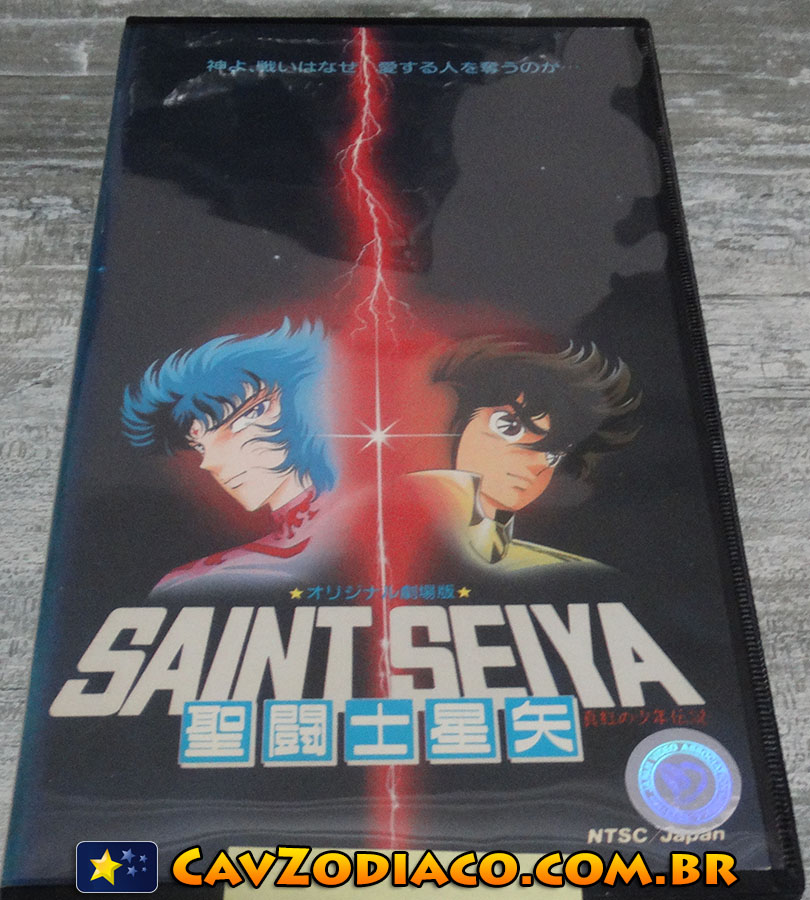 神よ、戦いはなぜ、愛する人を奪うのか…
★オリジナル劇場版★
SAINT SEIYA
聖闘士星矢
真紅の少年伝説
NTSC/Japan
CAVZODIACO.COM.BR